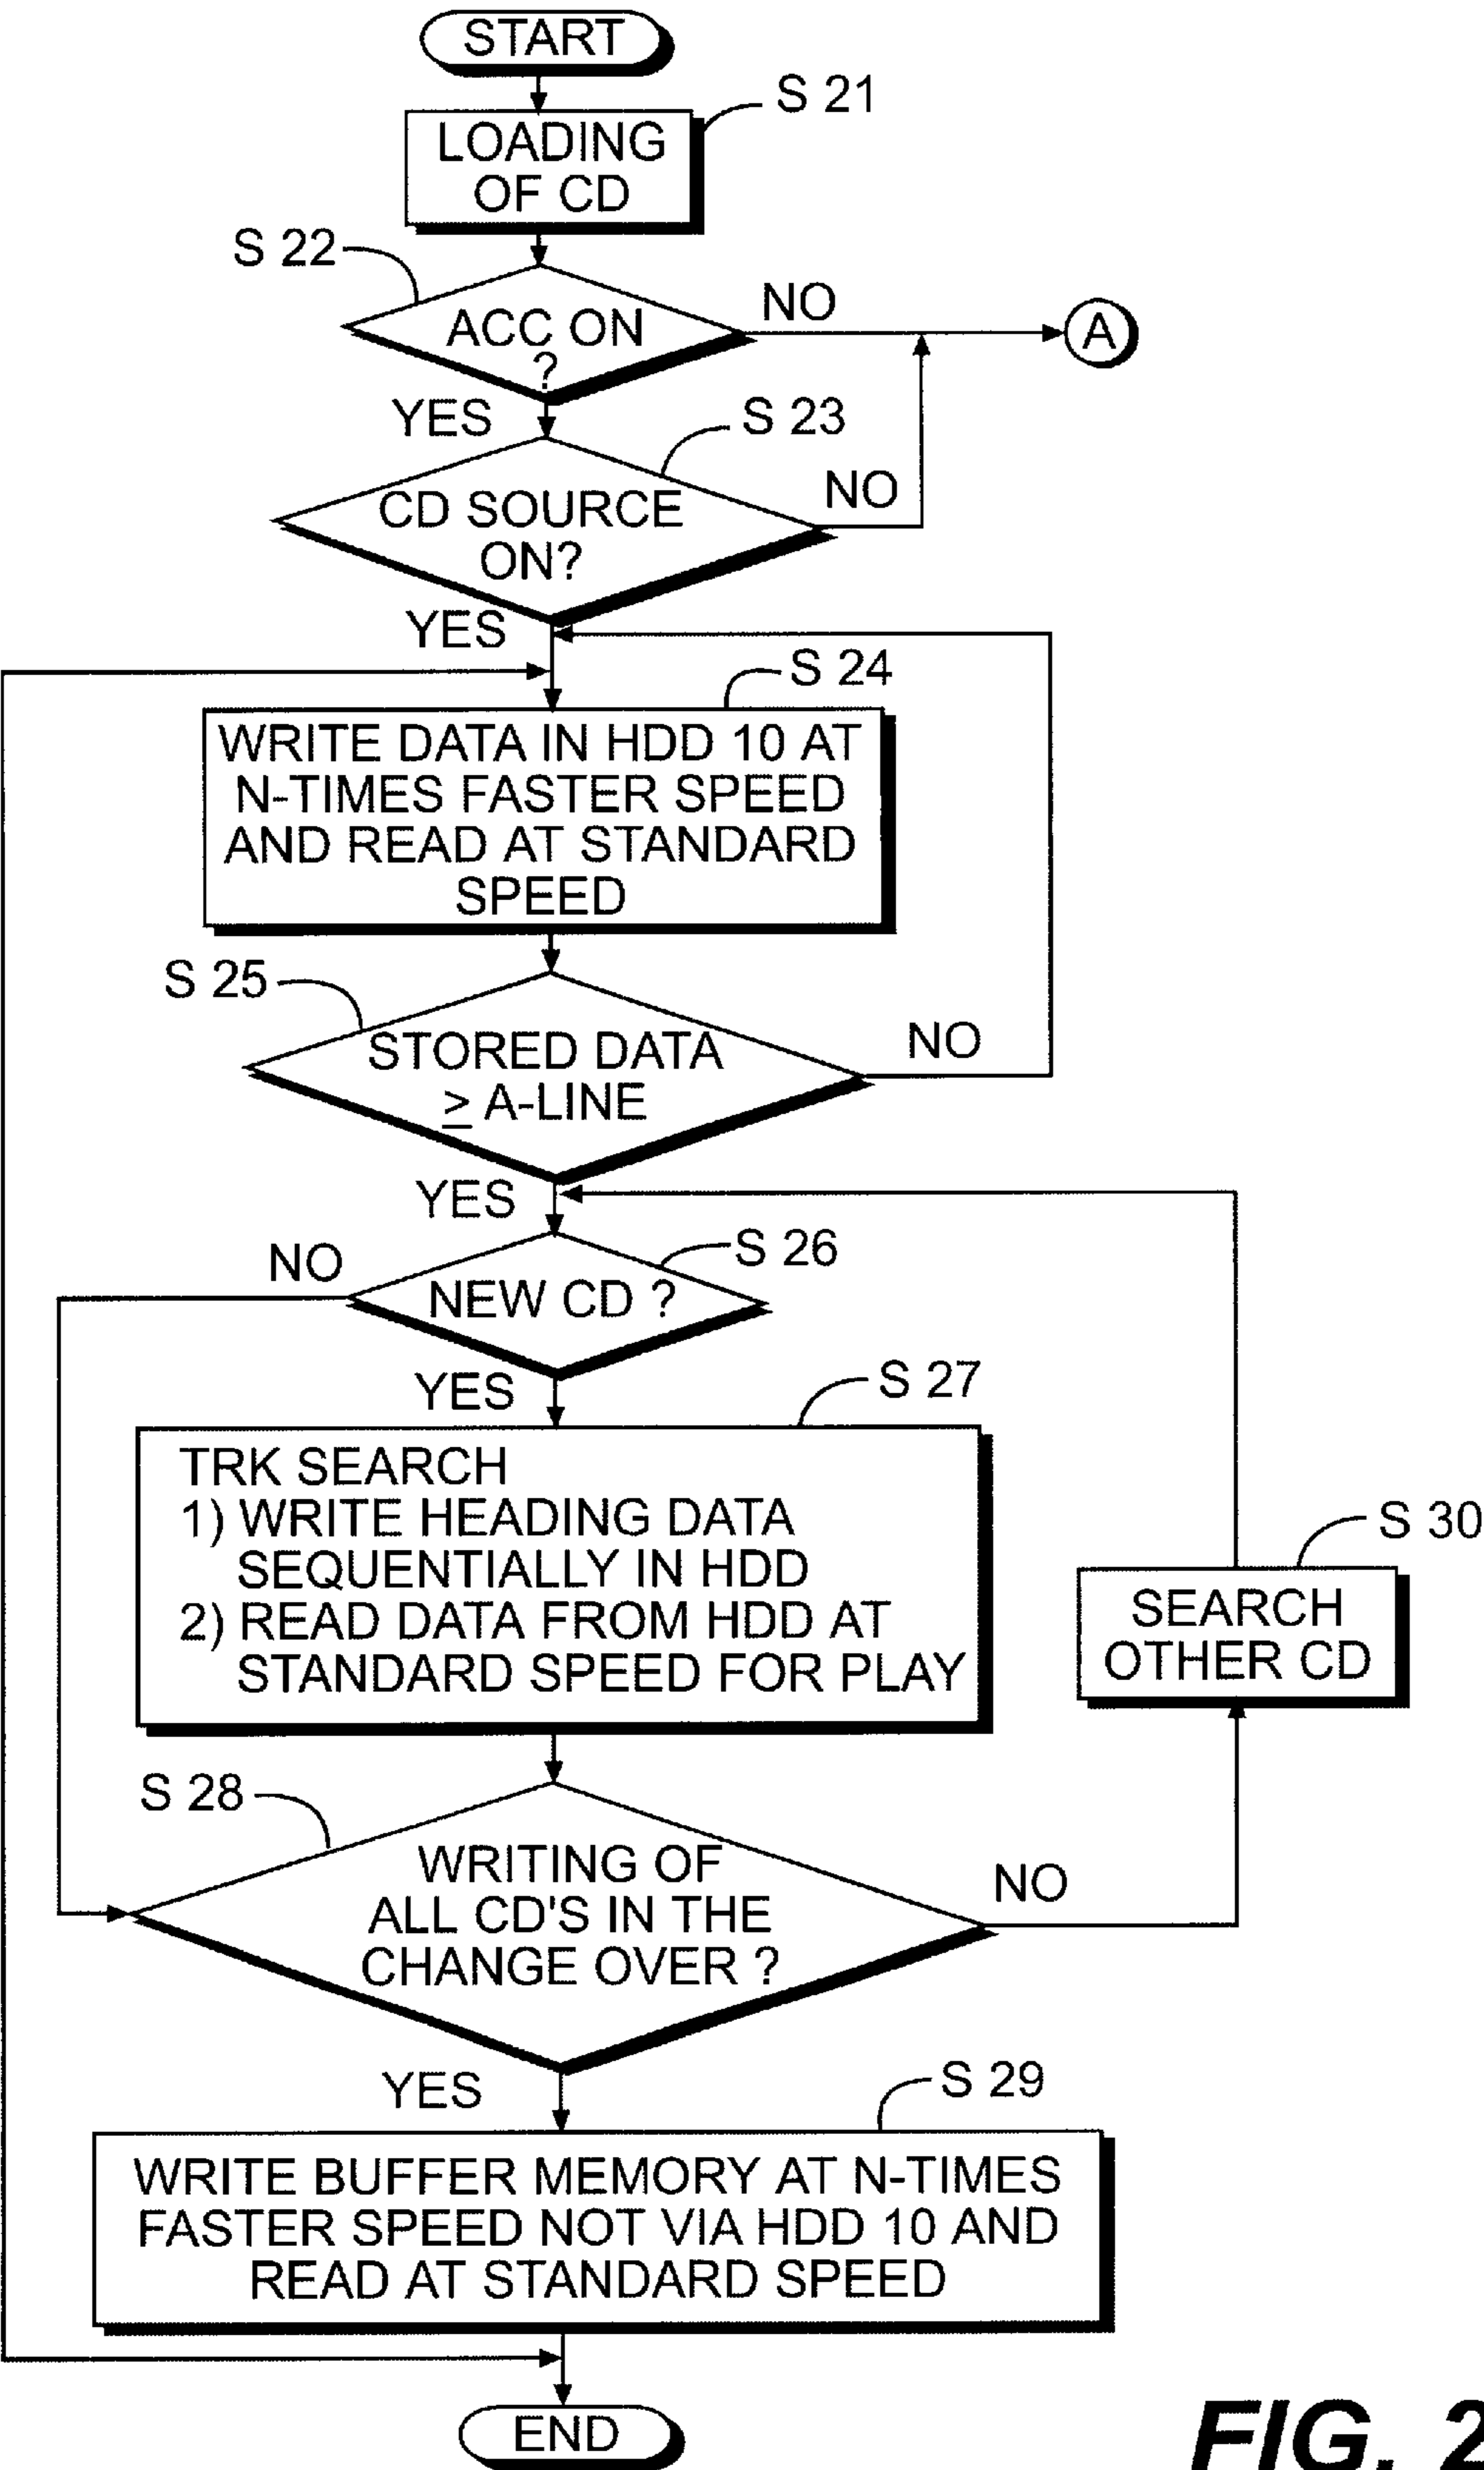 START
S 21
LOADING
OF CD
S 22
ACC ON
?
NO
A
YES
S 23
CD SOURCE
ON?
NO
YES
S 24
WRITE DATA IN HDD 10 AT
N-TIMES FASTER SPEED
AND READ AT STANDARD
SPEED
S 25
STORED DATA
≥ A-LINE
NO
YES
S 26
NO
NEW CD ?
YES
S 27
TRK SEARCH
1) WRITE HEADING DATA
SEQUENTIALLY IN HDD
2) READ DATA FROM HDD AT
STANDARD SPEED FOR PLAY
S 30
SEARCH
OTHER CD
S 28
WRITING OF
ALL CD'S IN THE
CHANGE OVER ?
NO
YES
S 29
WRITE BUFFER MEMORY AT N-TIMES
FASTER SPEED NOT VIA HDD 10 AND
READ AT STANDARD SPEED
END
FIG. 2